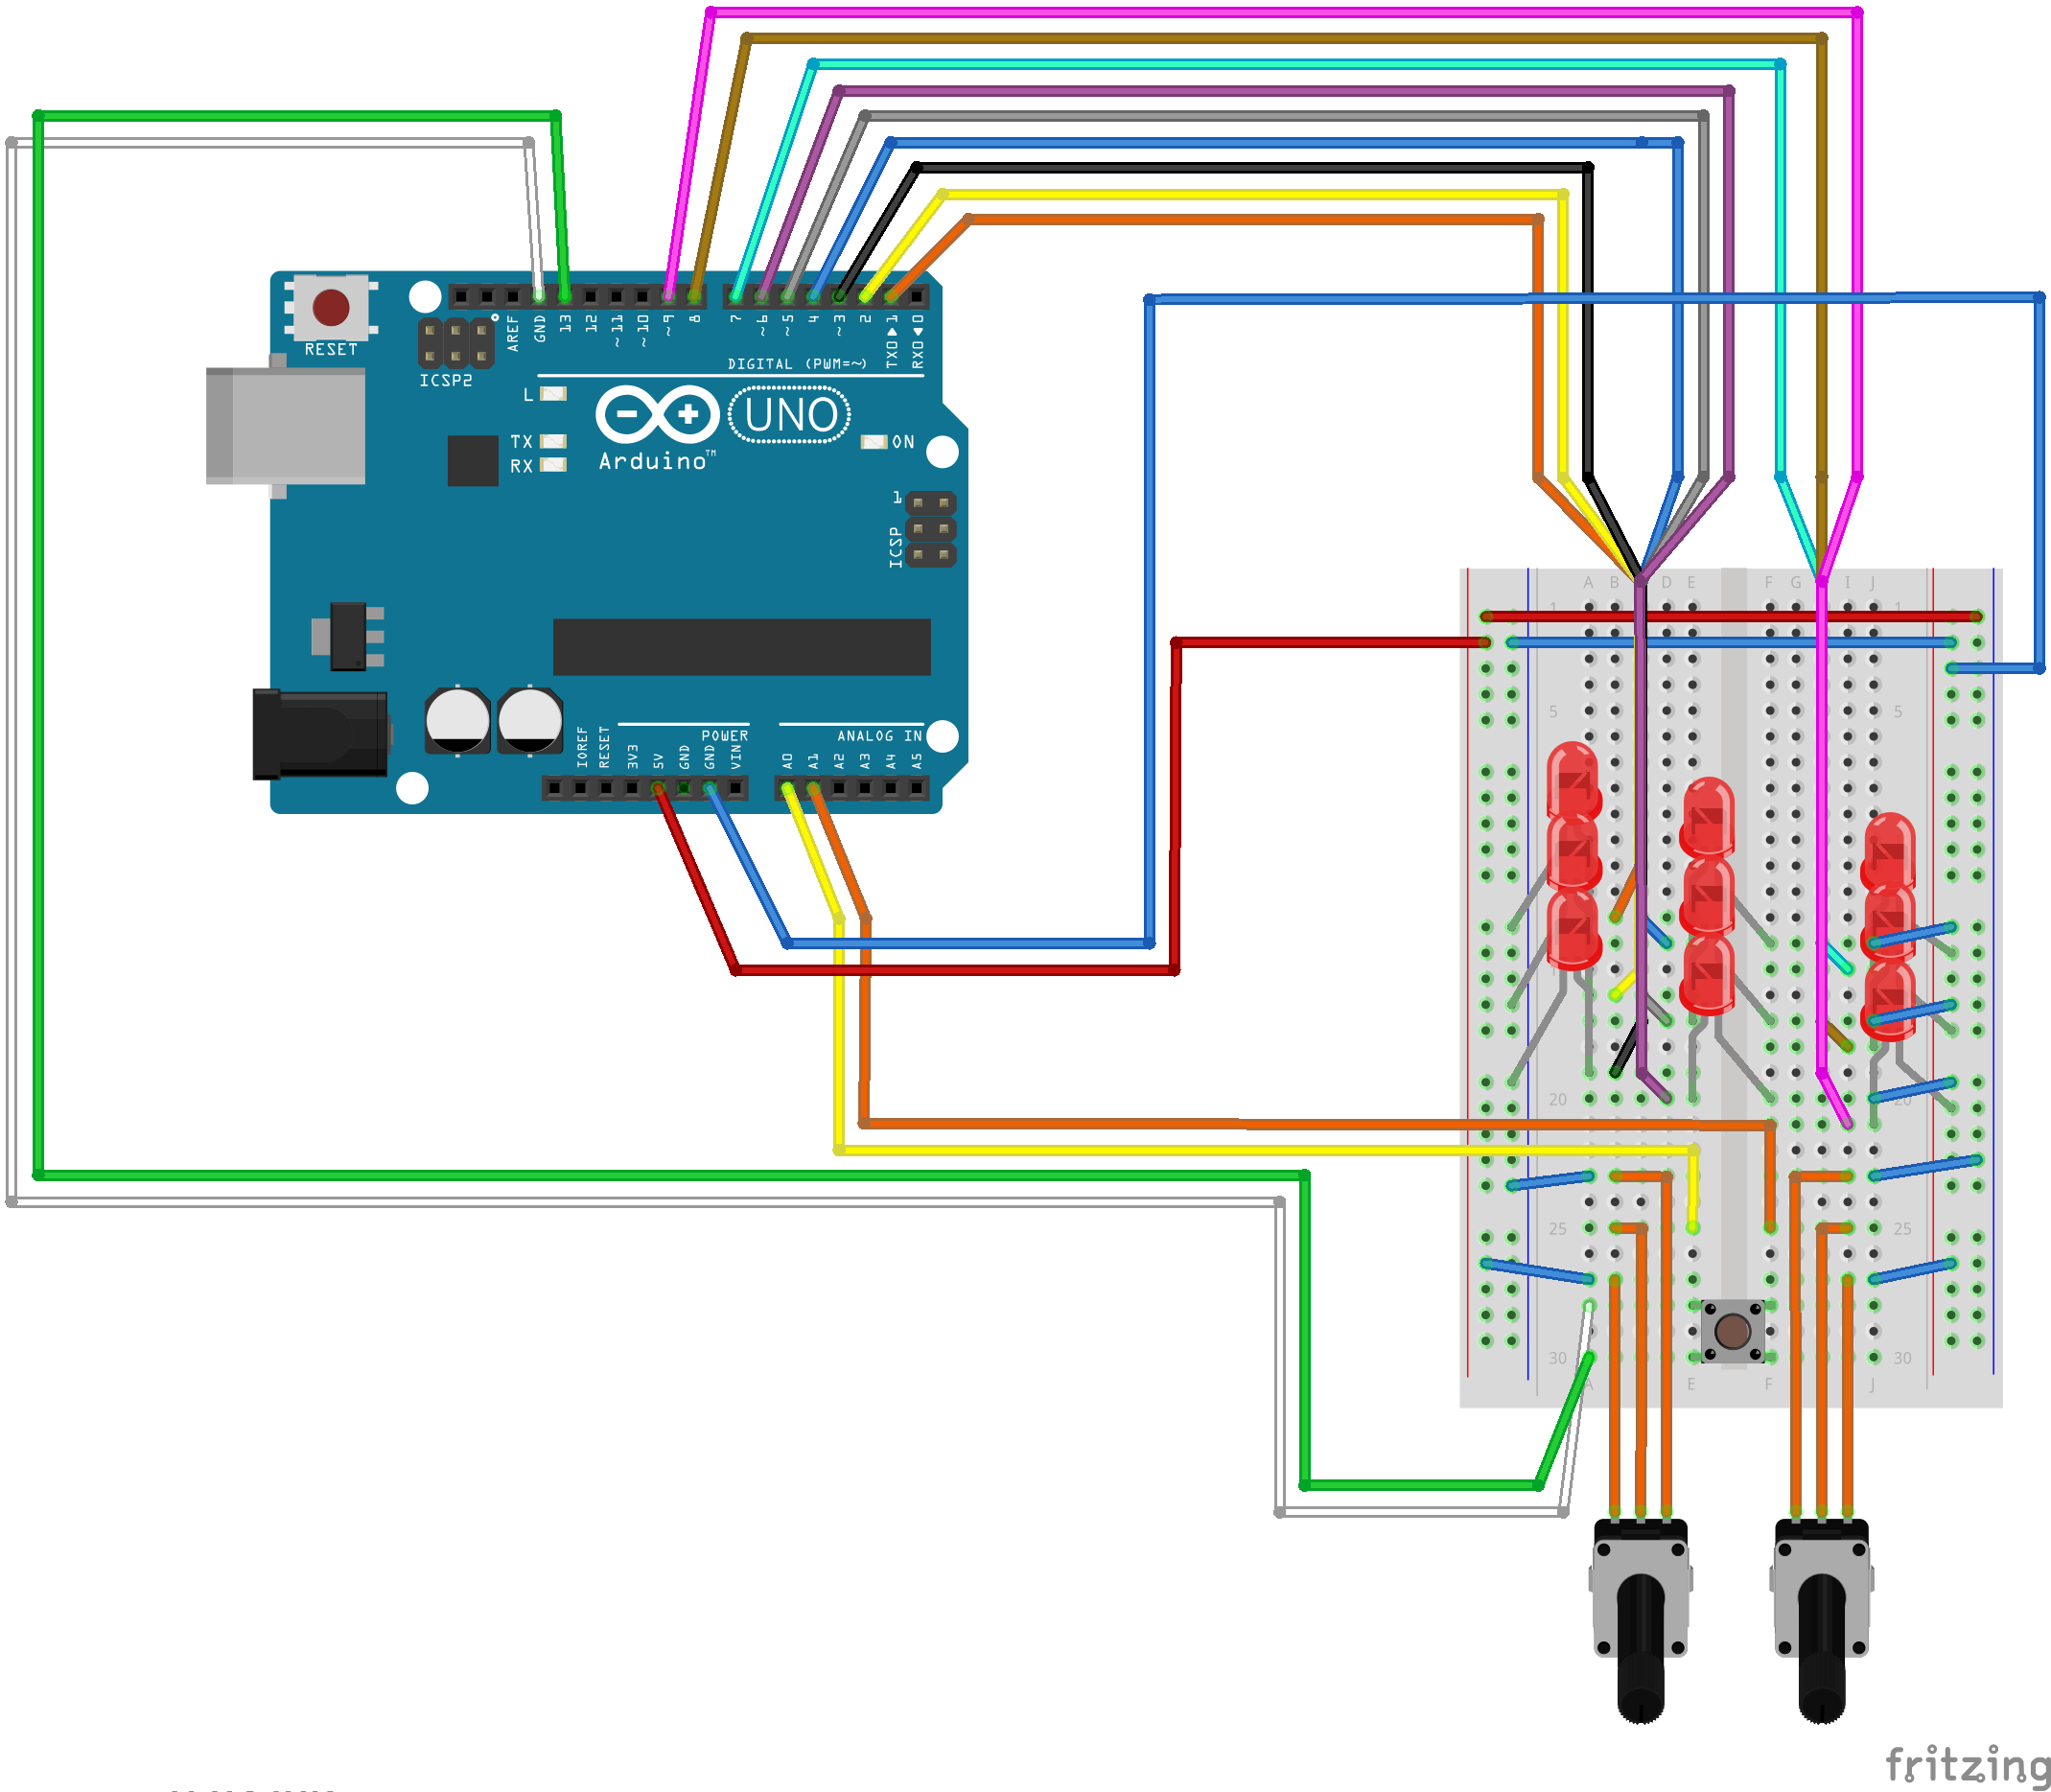 RESET
ICSP2
AREF
GND
13
12
~11
~10
~9
8
7
~6
~5
4
~3
2
TX0 ▶ 1
RX0 ◀ 0
DIGITAL (PWM=~)
L
TX
RX
Arduino™
UNO
ON
1
ICSP
IOREF
RESET
3V3
5V
GND
GND
VIN
POWER
A0
A1
A2
A3
A4
A5
ANALOG IN
A B D E F G I J
1 1
5 5
20 20
25 25
30 30
A E F J
fritzing